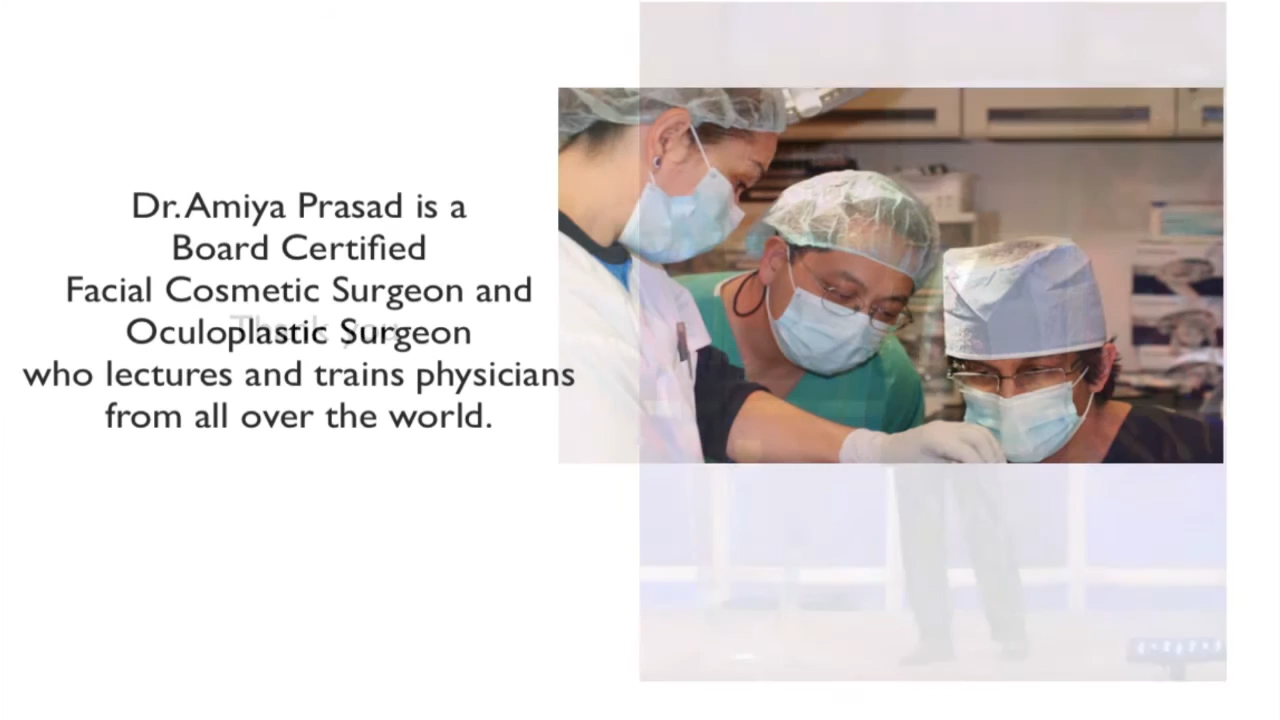 Dr. Amiya Prasad is a
Board Certified
Facial Cosmetic Surgeon and
Oculoplastic Surgeon
who lectures and trains physicians
from all over the world.